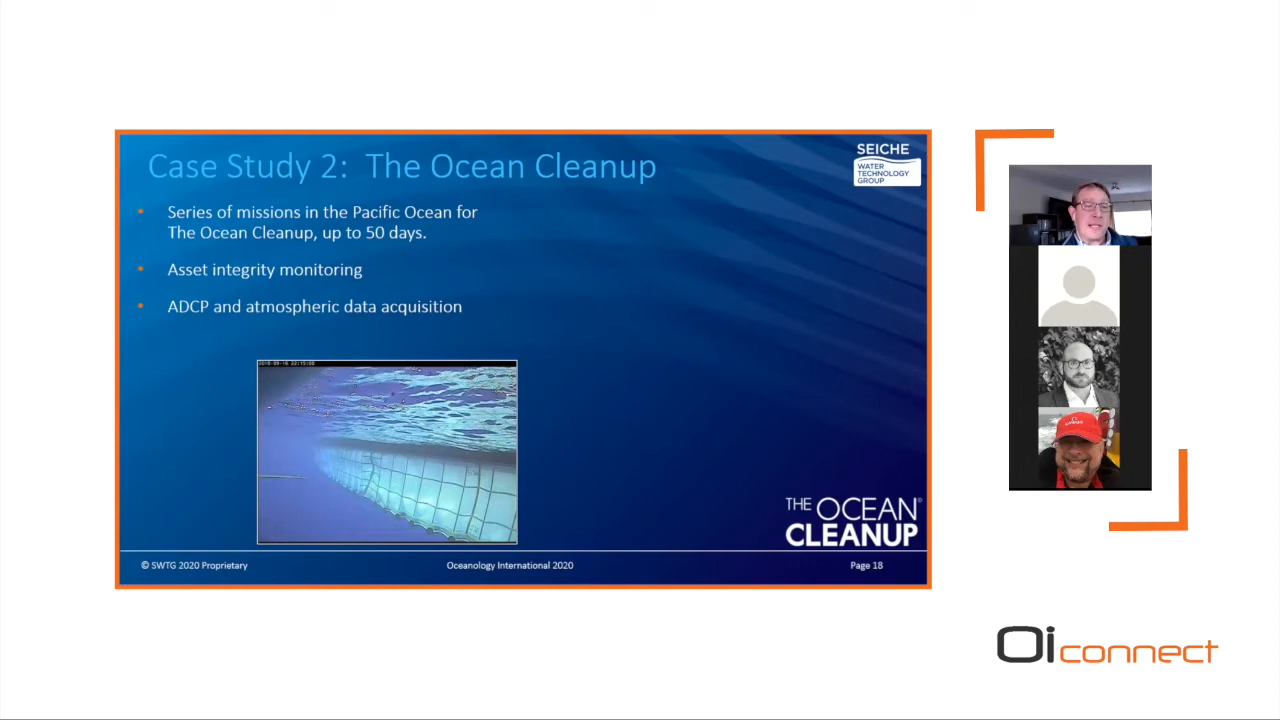 Case Study 2: The Ocean Cleanup
SEICHE
WATER
TECHNOLOGY
GROUP
• Series of missions in the Pacific Ocean for
The Ocean Cleanup, up to 50 days.
• Asset integrity monitoring
• ADCP and atmospheric data acquisition
THE OCEAN®
CLEANUP
© SWTG 2020 Proprietary
Oceanology International 2020
Page 18
Oi connect